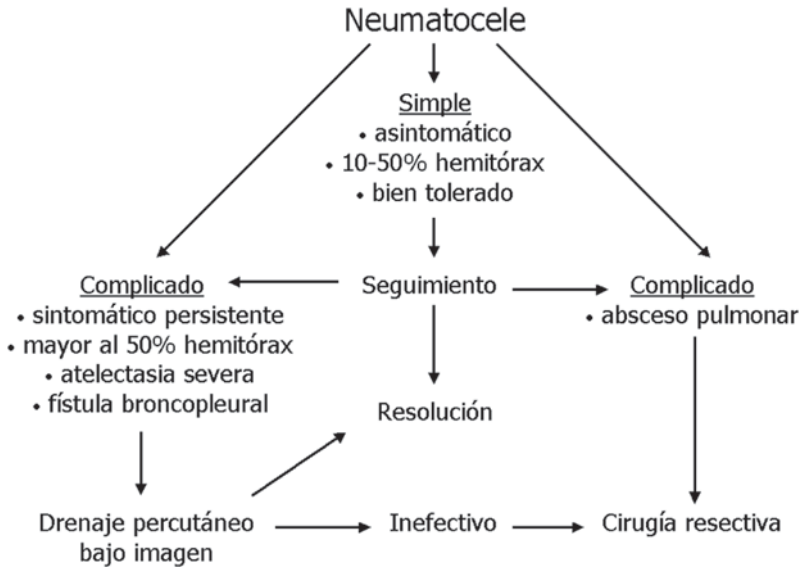 Neumatocele
Simple
• asintomático
• 10-50% hemitórax
• bien tolerado
Complicado
• sintomático persistente
• mayor al 50% hemitórax
• atelectasia severa
• fístula broncopleural
Seguimiento
Complicado
• absceso pulmonar
Resolución
Drenaje percutáneo
bajo imagen
Inefectivo
Cirugía resectiva